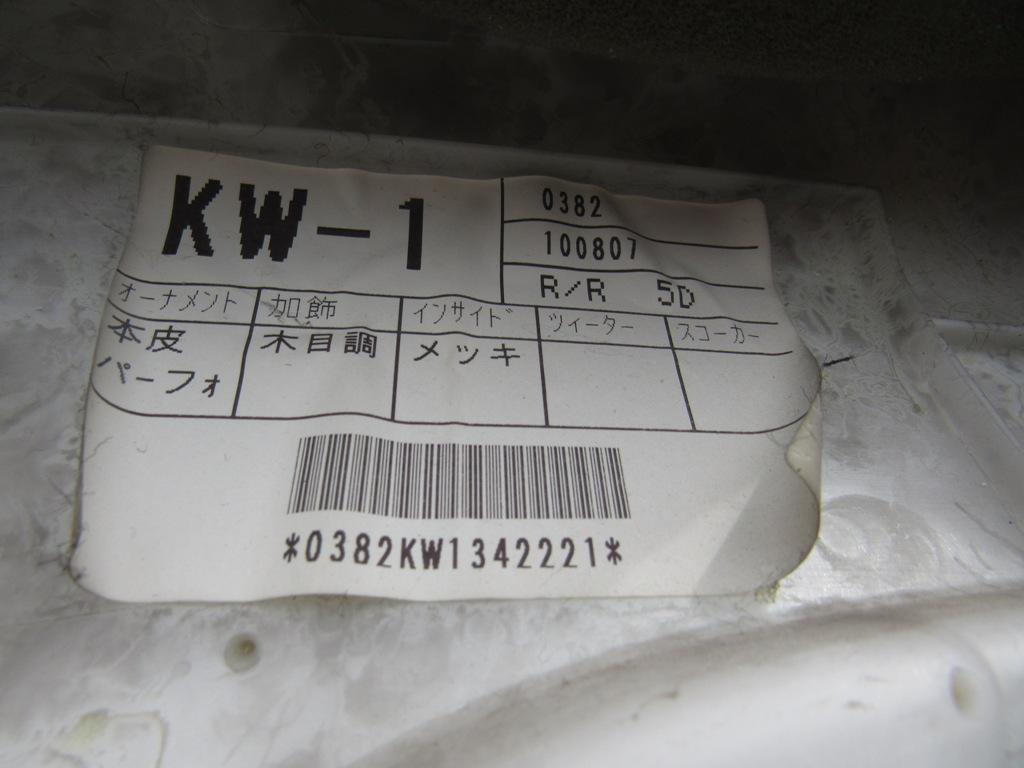 KW-1
0382
100807
R/R 5D
オーナメント 加飾 インサイド ツイーター スコーカー
本皮 木目調 メッキ
パーフォ
*0382KW1342221*